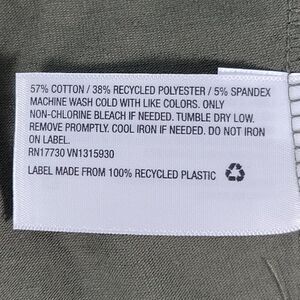 57% COTTON / 38% RECYCLED POLYESTER / 5% SPANDEX
MACHINE WASH COLD WITH LIKE COLORS. ONLY
NON-CHLORINE BLEACH IF NEEDED. TUMBLE DRY LOW.
REMOVE PROMPTLY. COOL IRON IF NEEDED. DO NOT IRON
ON LABEL.
RN17730 VN1315930
LABEL MADE FROM 100% RECYCLED PLASTIC